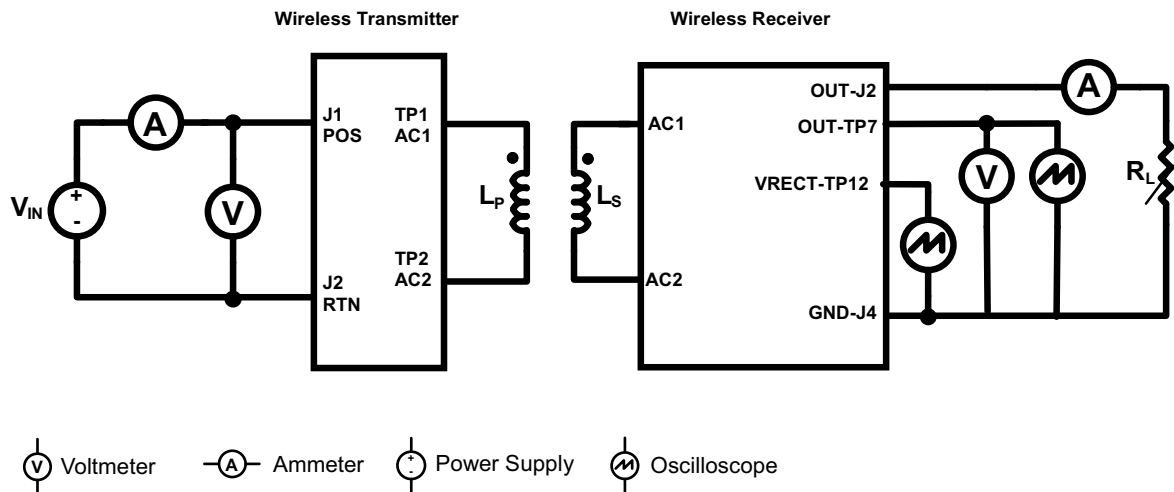 Wireless Transmitter
Wireless Receiver
A
V
VIN
+
-
J1
POS
J2
RTN
TP1
AC1
TP2
AC2
LP
LS
AC1
AC2
OUT-J2
OUT-TP7
VRECT-TP12
GND-J4
A
V
RL
V Voltmeter
A Ammeter
+
-
Power Supply
Oscilloscope